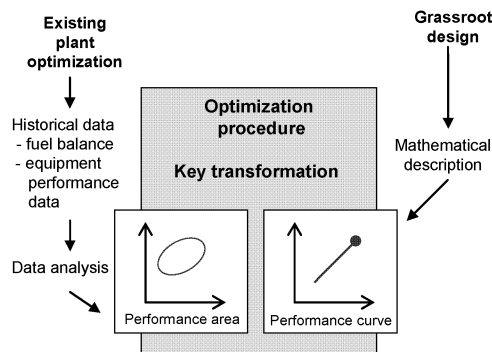 Existing
plant
optimization
Historical data
- fuel balance
- equipment
performance
data
Data analysis
Optimization
procedure
Key transformation
Performance area
Performance curve
Grassroot
design
Mathematical
description